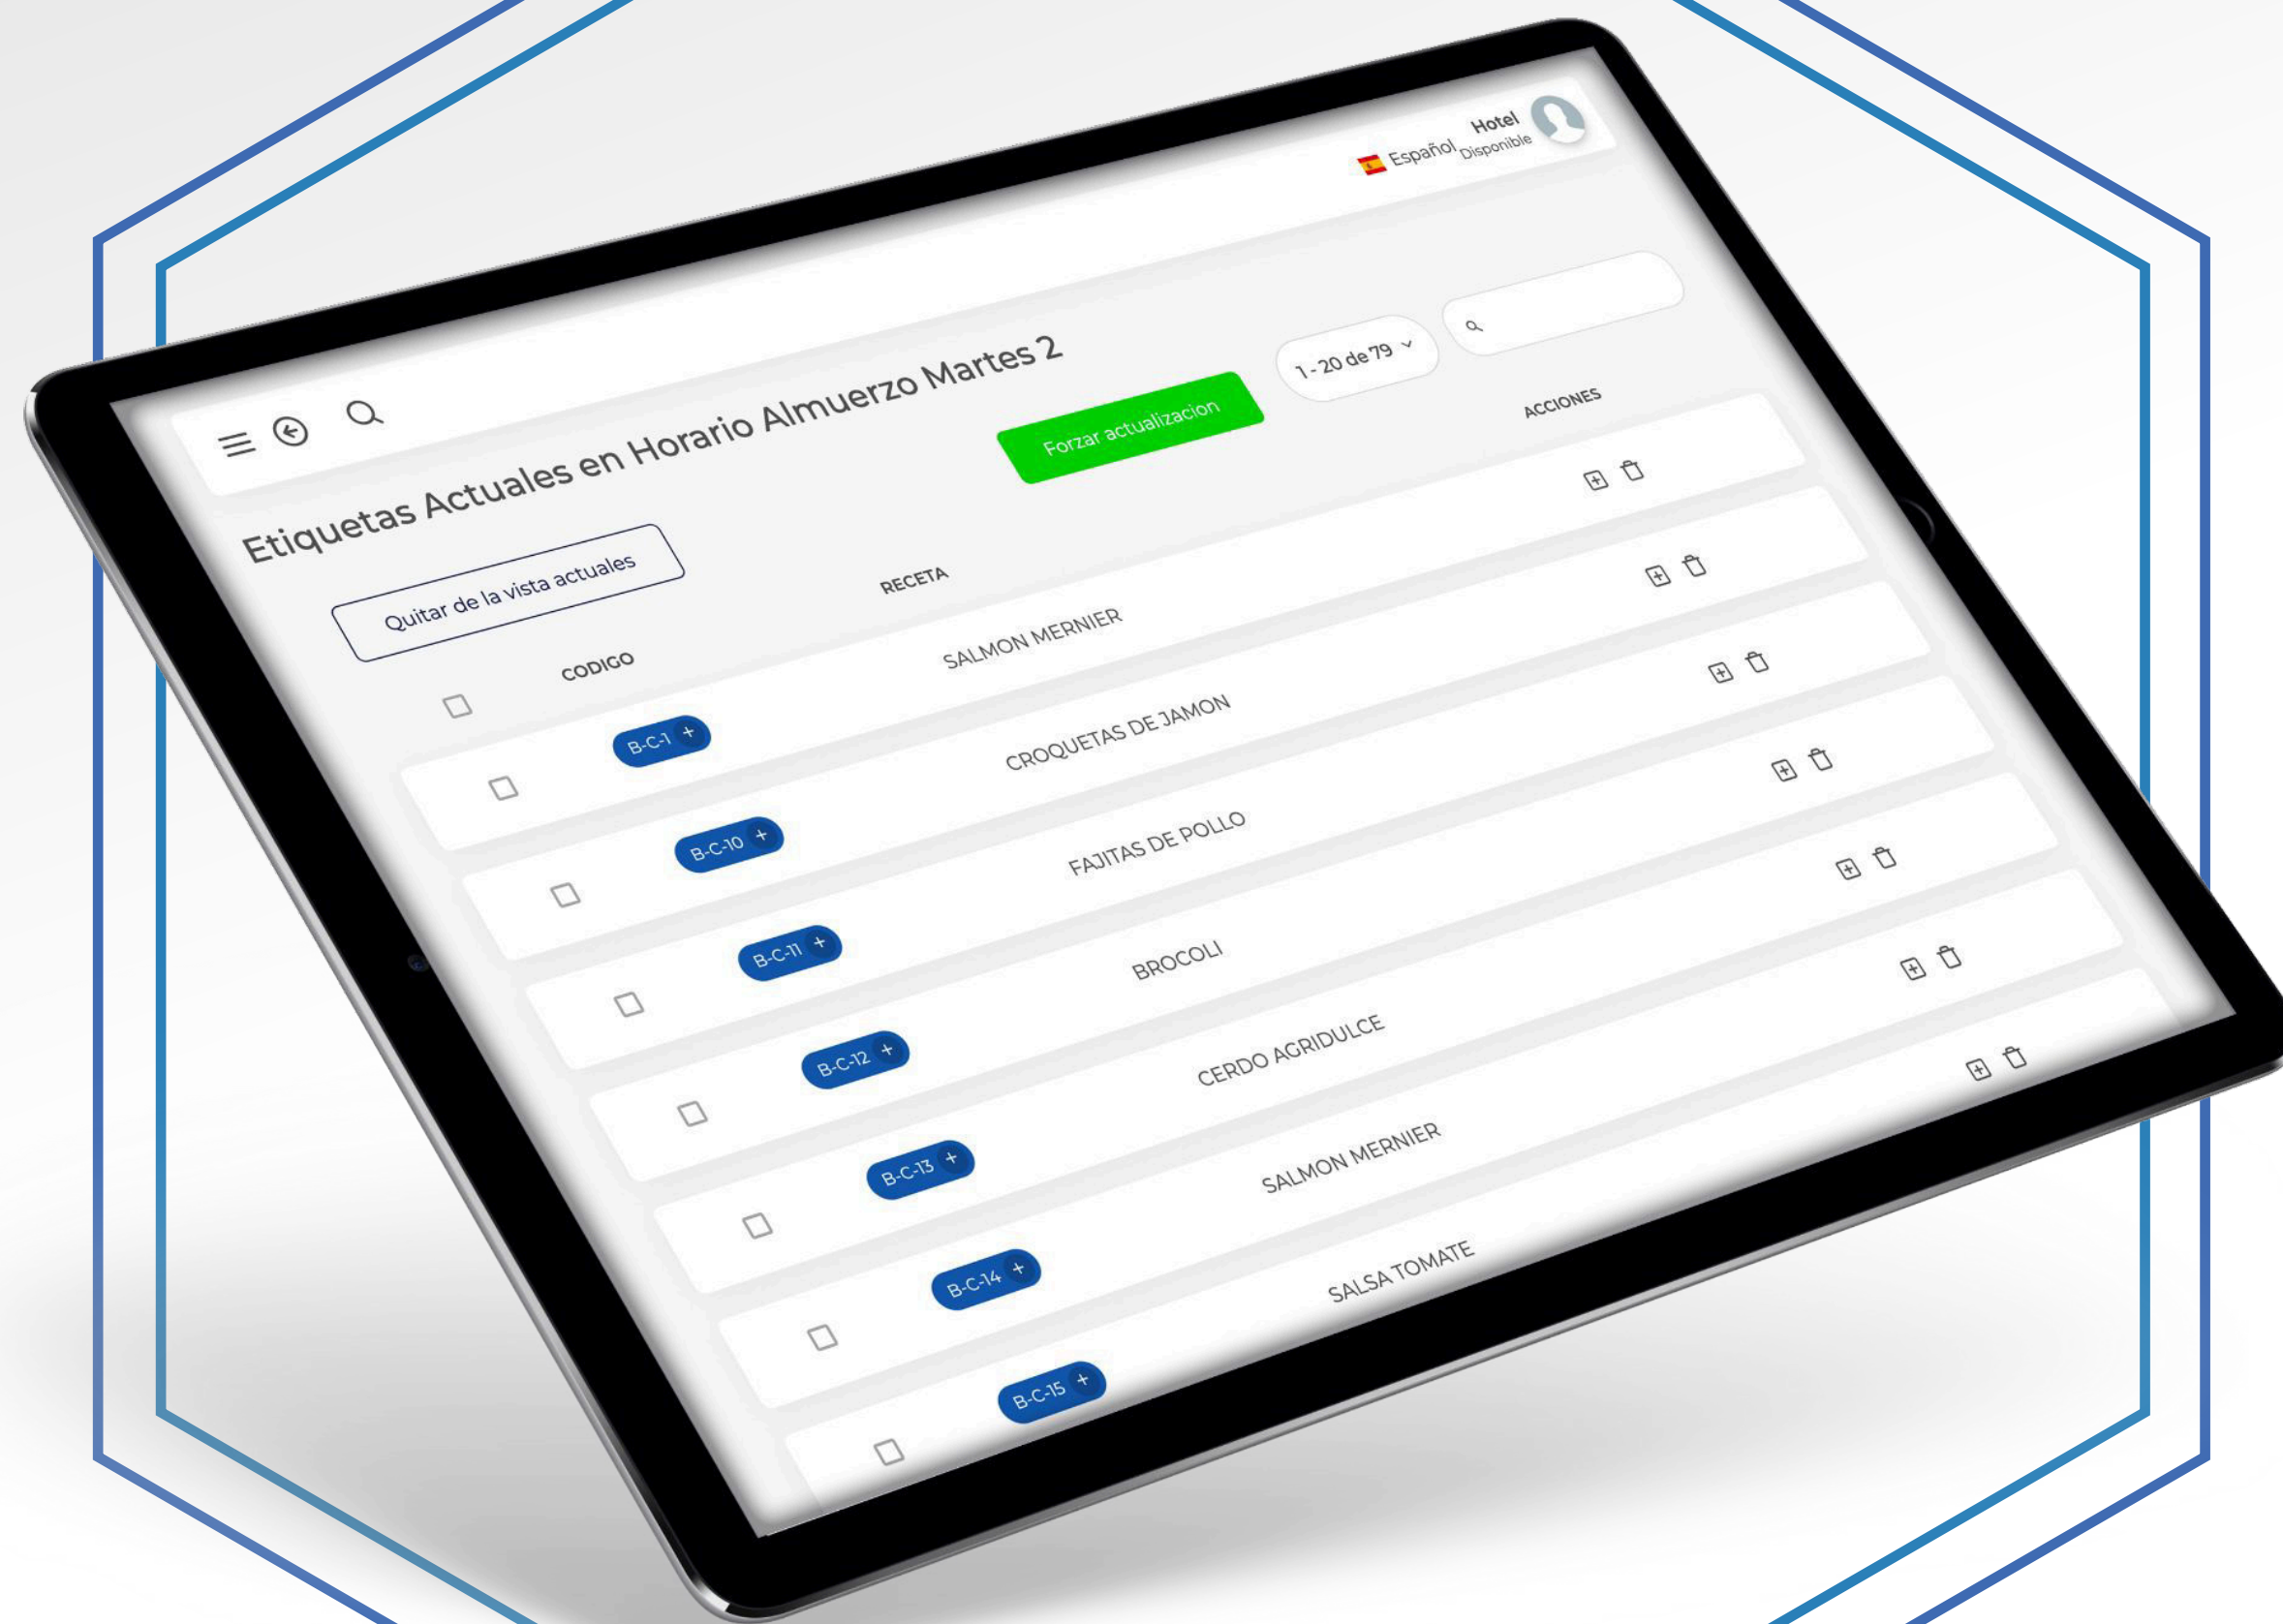 Hotel
Español Disponible
Etiquetas Actuales en Horario Almuerzo Martes 2
Quitar de la vista actuales
Forzar actualizacion
1 - 20 de 79
CODIGO RECETA ACCIONES
B-C-1 + SALMON MERNIER
B-C-10 + CROQUETAS DE JAMON
B-C-11 + FAJITAS DE POLLO
B-C-12 + BROCOLI
B-C-13 + CERDO AGRIDULCE
B-C-14 + SALMON MERNIER
B-C-15 + SALSA TOMATE